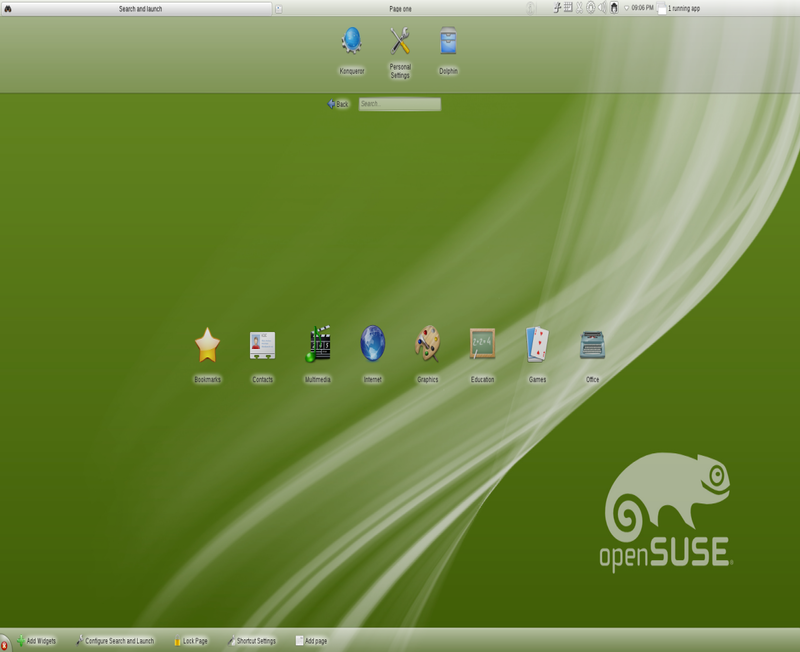 Search and launch
Page one
09:06 PM
1 running app
Konqueror
Personal
Settings
Dolphin
Back
Search...
Bookmarks
Contacts
Multimedia
Internet
Graphics
Education
Games
Office
openSUSE
Add Widgets
Configure Search and Launch
Lock Page
Shortcut Settings
Add page